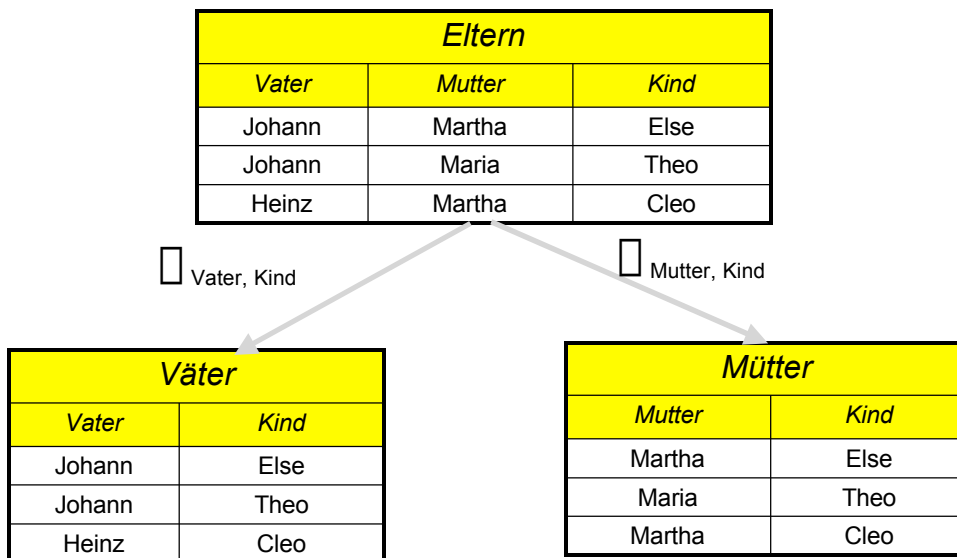 Eltern
Vater Mutter Kind
Johann Martha Else
Johann Maria Theo
Heinz Martha Cleo
Vater, Kind
Mutter, Kind
Väter
Vater Kind
Johann Else
Johann Theo
Heinz Cleo
Mütter
Mutter Kind
Martha Else
Maria Theo
Martha Cleo